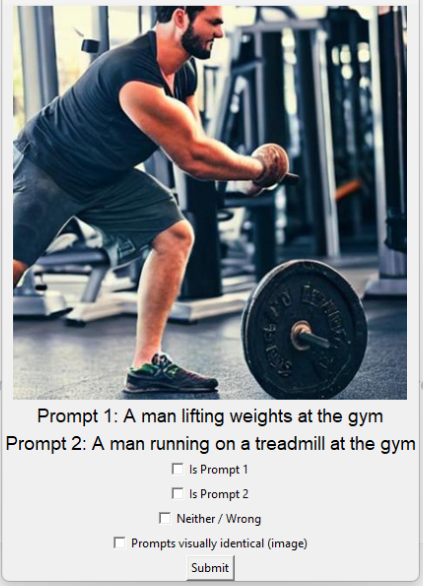 Prompt 1: A man lifting weights at the gym
Prompt 2: A man running on a treadmill at the gym
Is Prompt 1
Is Prompt 2
Neither / Wrong
Prompts visually identical (image)
Submit